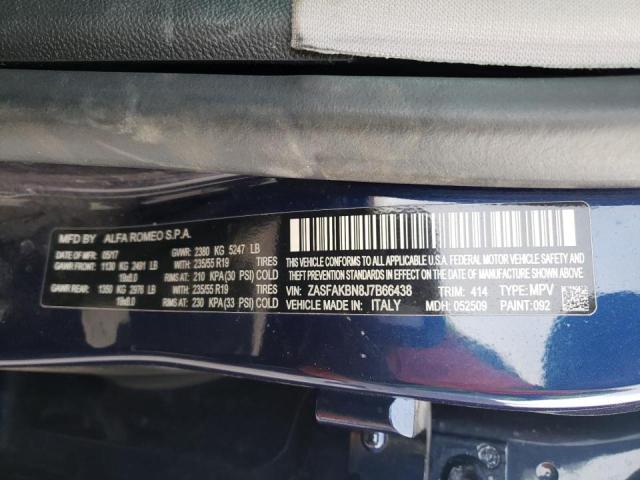 MFD BY ALFA ROMEO S.P.A.
DATE OF MFR: 05/17 GVWR: 2380 KG 5247 LB
GAWR FRONT: 1130 KG 2491 LB WITH: 235/55 R19 TIRES
19x8.0 RIMS AT: 210 KPA(30 PSI) COLD
GAWR REAR: 1350 KG 2976 LB WITH: 235/55 R19 TIRES
19x8.0 RIMS AT: 230 KPA (33 PSI) COLD
THIS VEHICLE CONFORMS TO ALL APPLICABLE U.S.A. FEDERAL MOTOR VEHICLE
SAFETY, BUMPER, AND THEFT PREVENTION STANDARDS IN EFFECT ON THE DATE OF MANUFACTURE SHOWN ABOVE.
VIN: ZASFAKBN8J7B66438 TRIM: 414 TYPE: MPV
VEHICLE MADE IN: ITALY MDH: 052509 PAINT: 092